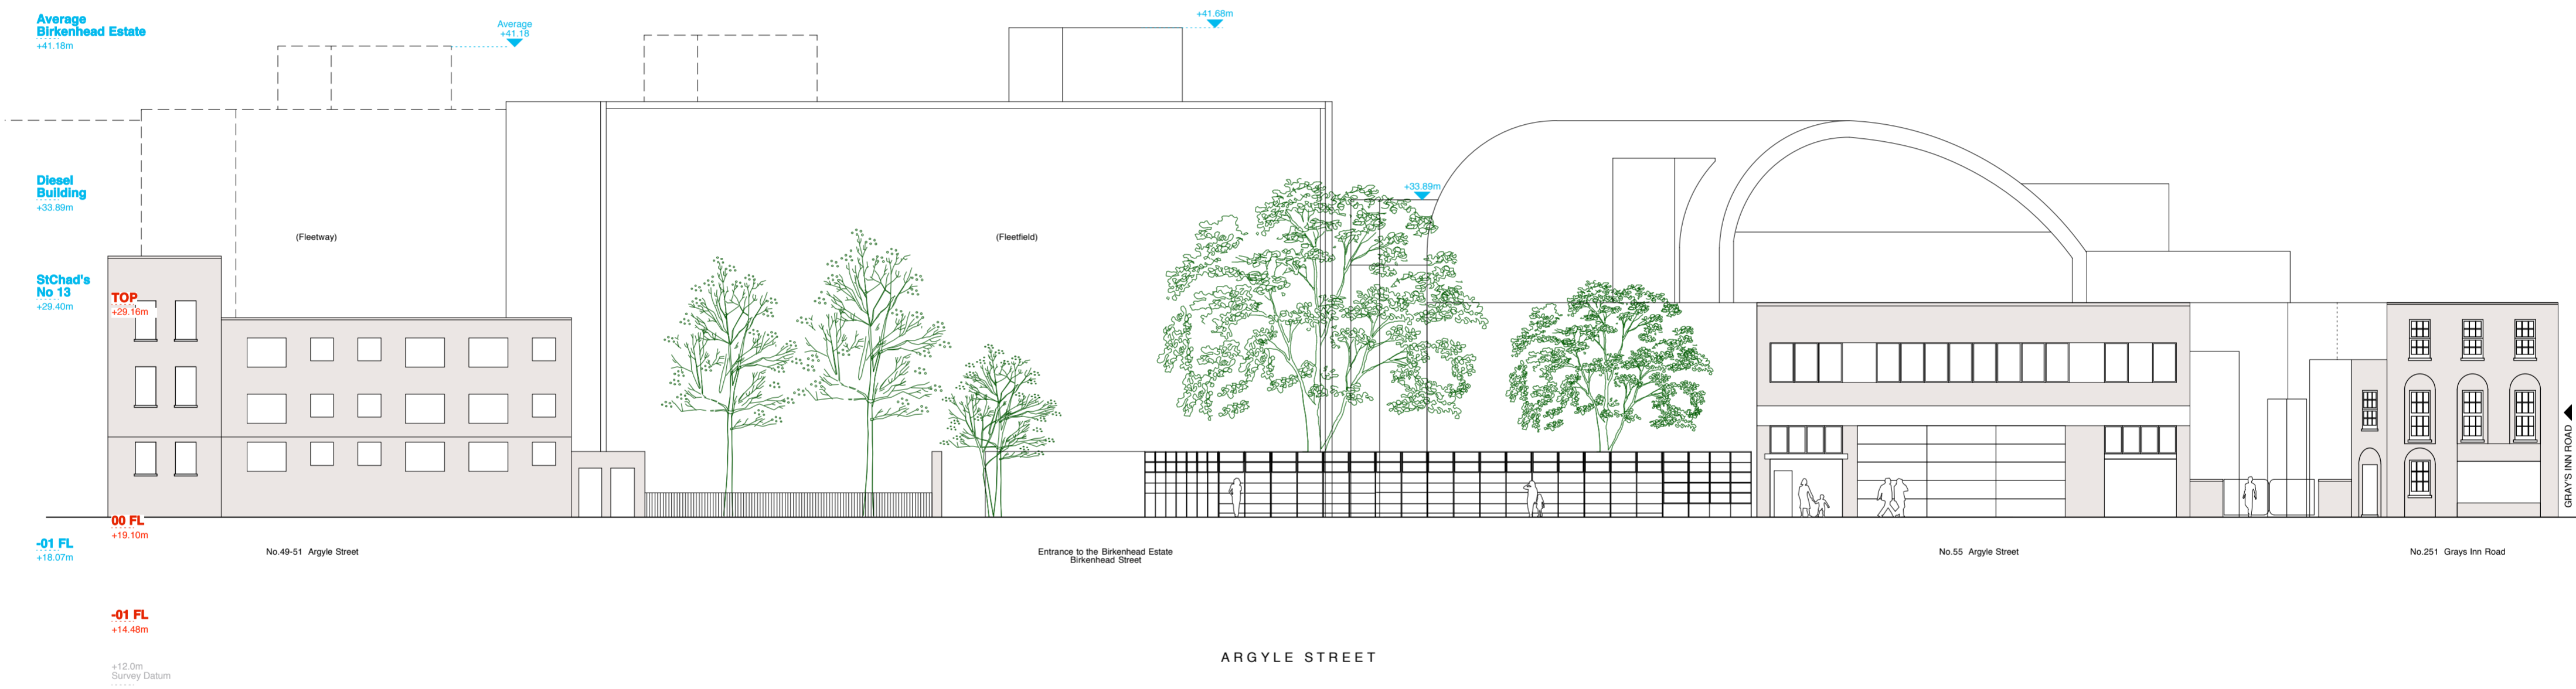 Average
Birkenhead Estate
+41.18m
Average
+41.18
+41.68m
Diesel
Building
+33.89m
+33.89m
(Fleetway)
(Fleetfield)
StChad's
No 13
+29.40m
TOP
+29.16m
GRAY'S INN ROAD
00 FL
+19.10m
-01 FL
+18.07m
No.49-51 Argyle Street
Entrance to the Birkenhead Estate
Birkenhead Street
No.55 Argyle Street
No.251 Grays Inn Road
-01 FL
+14.48m
ARGYLE STREET
+12.0m
Survey Datum